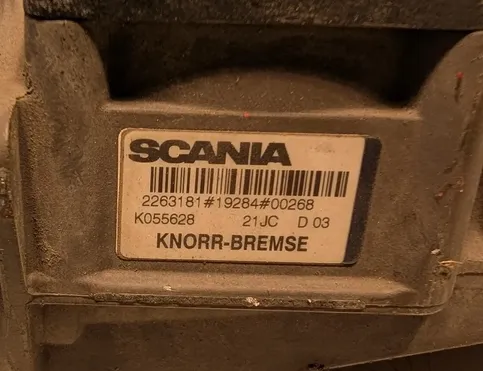 SCANIA
2263181#19284#00268
K055628 21JC D 03
KNORR-BREMSE